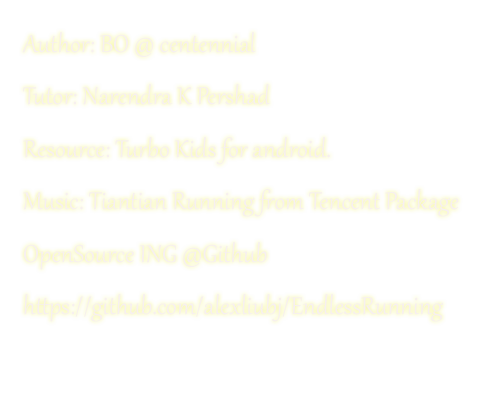 Author: BO @ centennial
Tutor: Narendra K Pershad
Resource: Turbo Kids for android.
Music: Tiantian Running from Tencent Package
OpenSource ING @Github
https://github.com/alexliubj/EndlessRunning